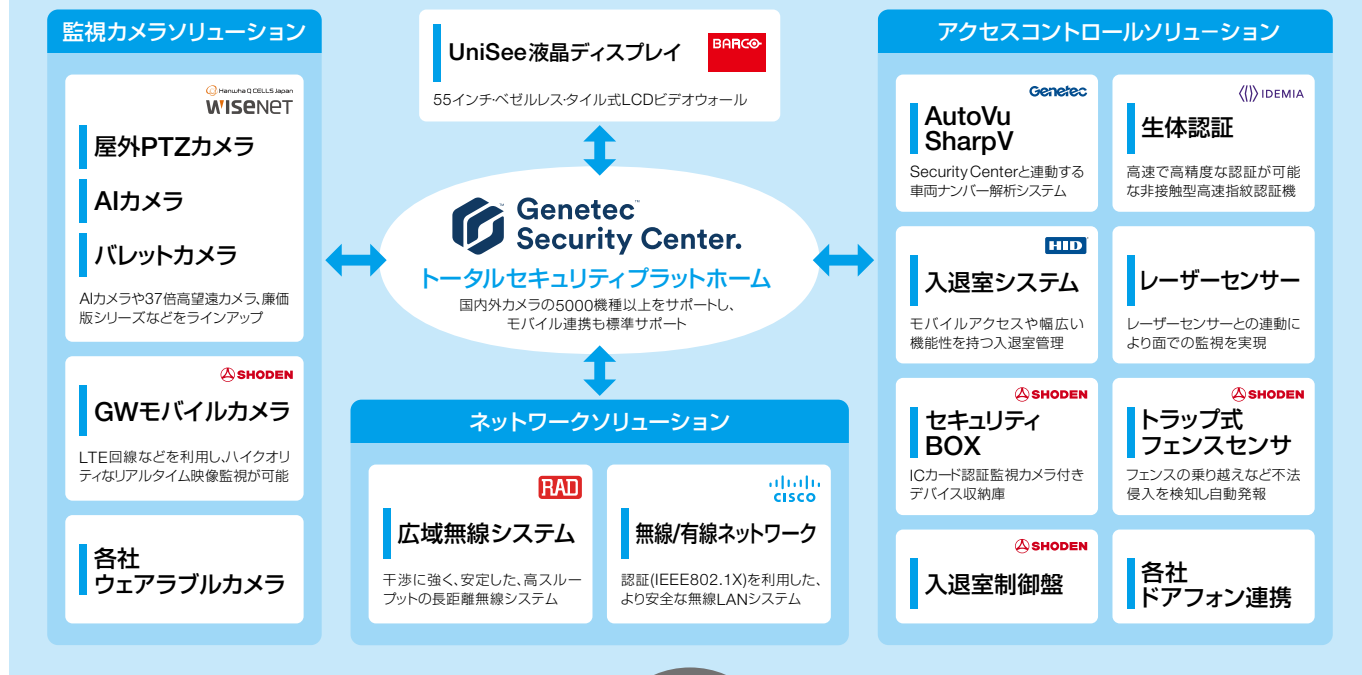 監視カメラソリューション
Hanwha Q CELLS Japan
WISENET
屋外PTZカメラ
AIカメラ
バレットカメラ
AIカメラや37倍高望遠カメラ、廉価
版シリーズなどをラインアップ
SHODEN
GWモバイルカメラ
LTE回線などを利用し、ハイクオリ
ティなリアルタイム映像監視が可能
各社
ウェアラブルカメラ
UniSee液晶ディスプレイ
BARCO
55インチ・ベゼルレス・タイル式LCDビデオウォール
Genetec™
Security Center.
トータルセキュリティプラットホーム
国内外カメラの5000機種以上をサポートし、
モバイル連携も標準サポート
ネットワークソリューション
RAD
広域無線システム
干渉に強く、安定した、高スルー
プットの長距離無線システム
CISCO
無線/有線ネットワーク
認証(IEEE802.1X)を利用した、
より安全な無線LANシステム
アクセスコントロールソリューション
Genetec
AutoVu
SharpV
Security Centerと連動する
車両ナンバー解析システム
IDEMIA
生体認証
高速で高精度な認証が可能
な非接触型高速指紋認証機
HID
入退室システム
モバイルアクセスや幅広い
機能性を持つ入退室管理
レーザーセンサー
レーザーセンサーとの連動に
より面での監視を実現
SHODEN
セキュリティ
BOX
ICカード認証監視カメラ付き
デバイス収納庫
SHODEN
トラップ式
フェンスセンサ
フェンスの乗り越えなど不法
侵入を検知し自動発報
SHODEN
入退室制御盤
各社
ドアフォン連携